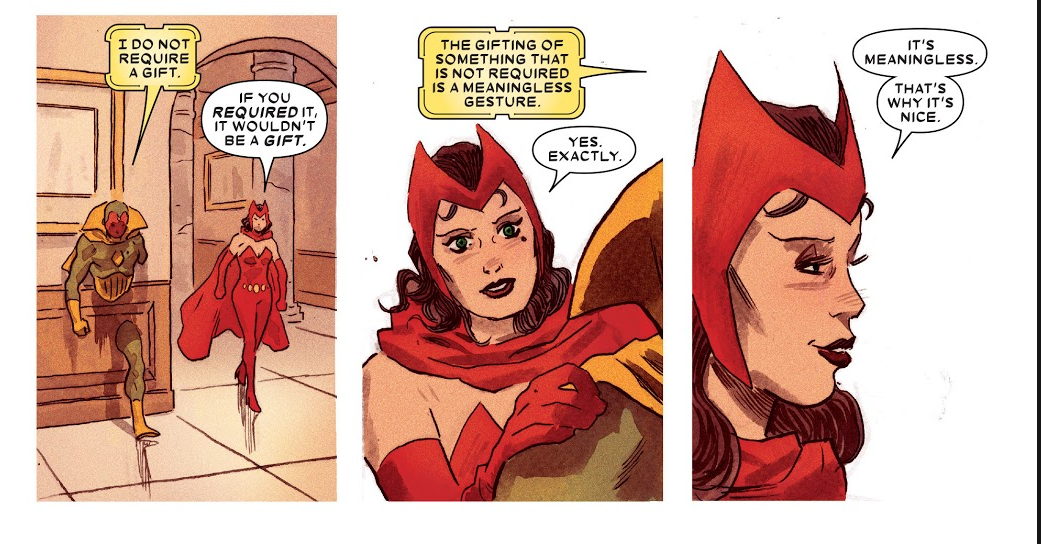 I DO NOT
REQUIRE
A GIFT.
IF YOU
REQUIRED IT,
IT WOULDN'T
BE A GIFT.
THE GIFTING OF
SOMETHING THAT
IS NOT REQUIRED
IS A MEANINGLESS
GESTURE.
YES.
EXACTLY.
IT'S
MEANINGLESS.
THAT'S
WHY IT'S
NICE.